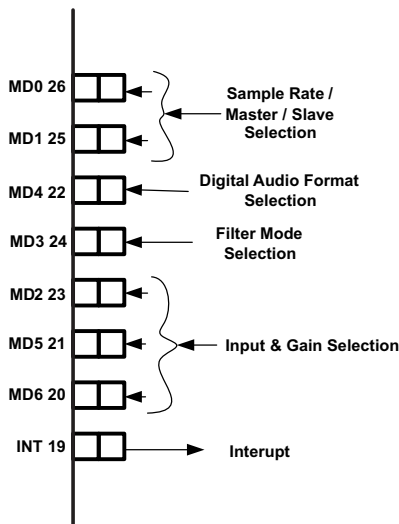 MD0 26
MD1 25
Sample Rate /
Master / Slave
Selection
MD4 22
Digital Audio Format
Selection
MD3 24
Filter Mode
Selection
MD2 23
MD5 21
Input & Gain Selection
MD6 20
INT 19
Interupt